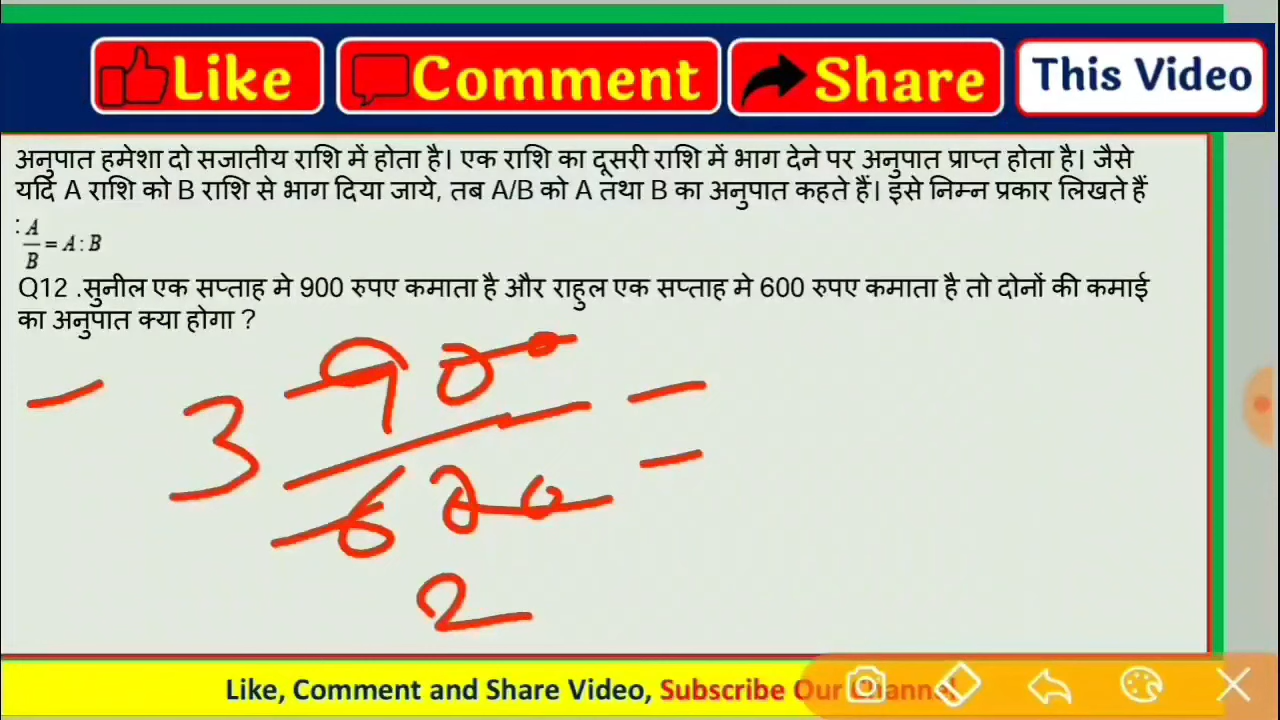 Like Comment Share This Video
अनुपात हमेशा दो सजातीय राशि में होता है। एक राशि का दूसरी राशि में भाग देने पर अनुपात प्राप्त होता है। जैसे
यदि A राशि को B राशि से भाग दिया जाये, तब A/B को A तथा B का अनुपात कहते हैं। इसे निम्न प्रकार लिखते हैं
: A/B = A : B
Q12 .सुनील एक सप्ताह मे 900 रुपए कमाता है और राहुल एक सप्ताह मे 600 रुपए कमाता है तो दोनों की कमाई
का अनुपात क्या होगा ?
3 900 =
600
2
Like, Comment and Share Video, Subscribe Our Channel